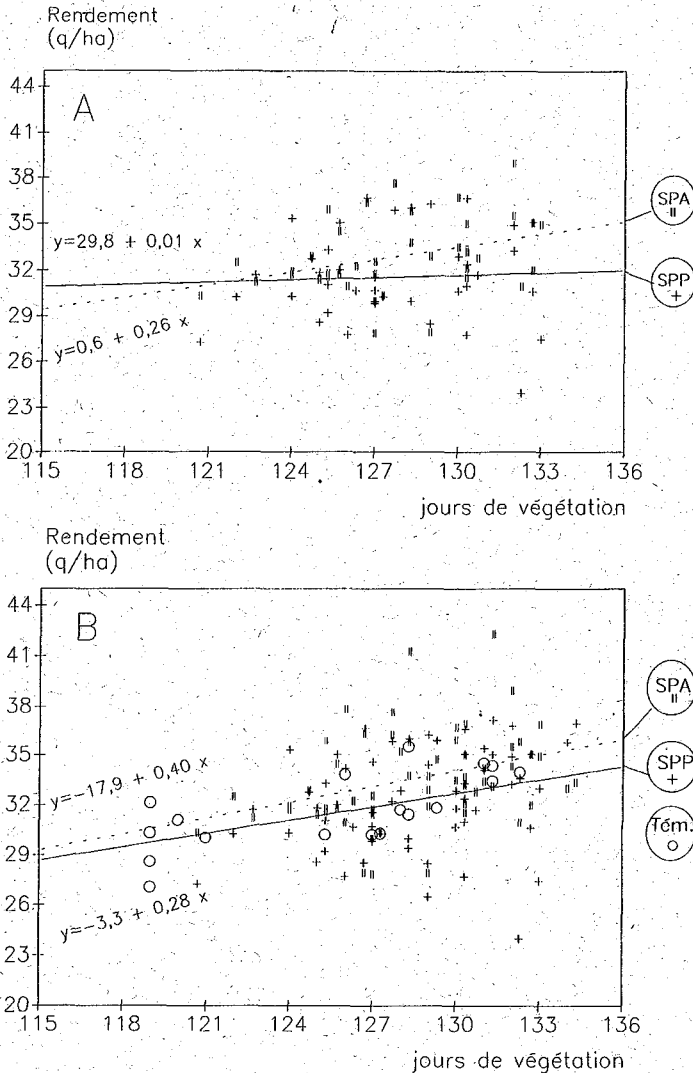 Rendement
(q/ha)
44
41
38
35
32
29
26
23
20
A
y=29,8 + 0,01 x
y=0,6 + 0,26 x
SPA
SPP
+
115 118 121 124 127 130 133 136
jours de végétation
Rendement
(q/ha)
44
41
38
35
32
29
26
23
20
B
y=-17,9 + 0,40 x
y=-3,3 + 0,28 x
SPA
SPP
+
Tém.
115 118 121 124 127 130 133 136
jours de végétation